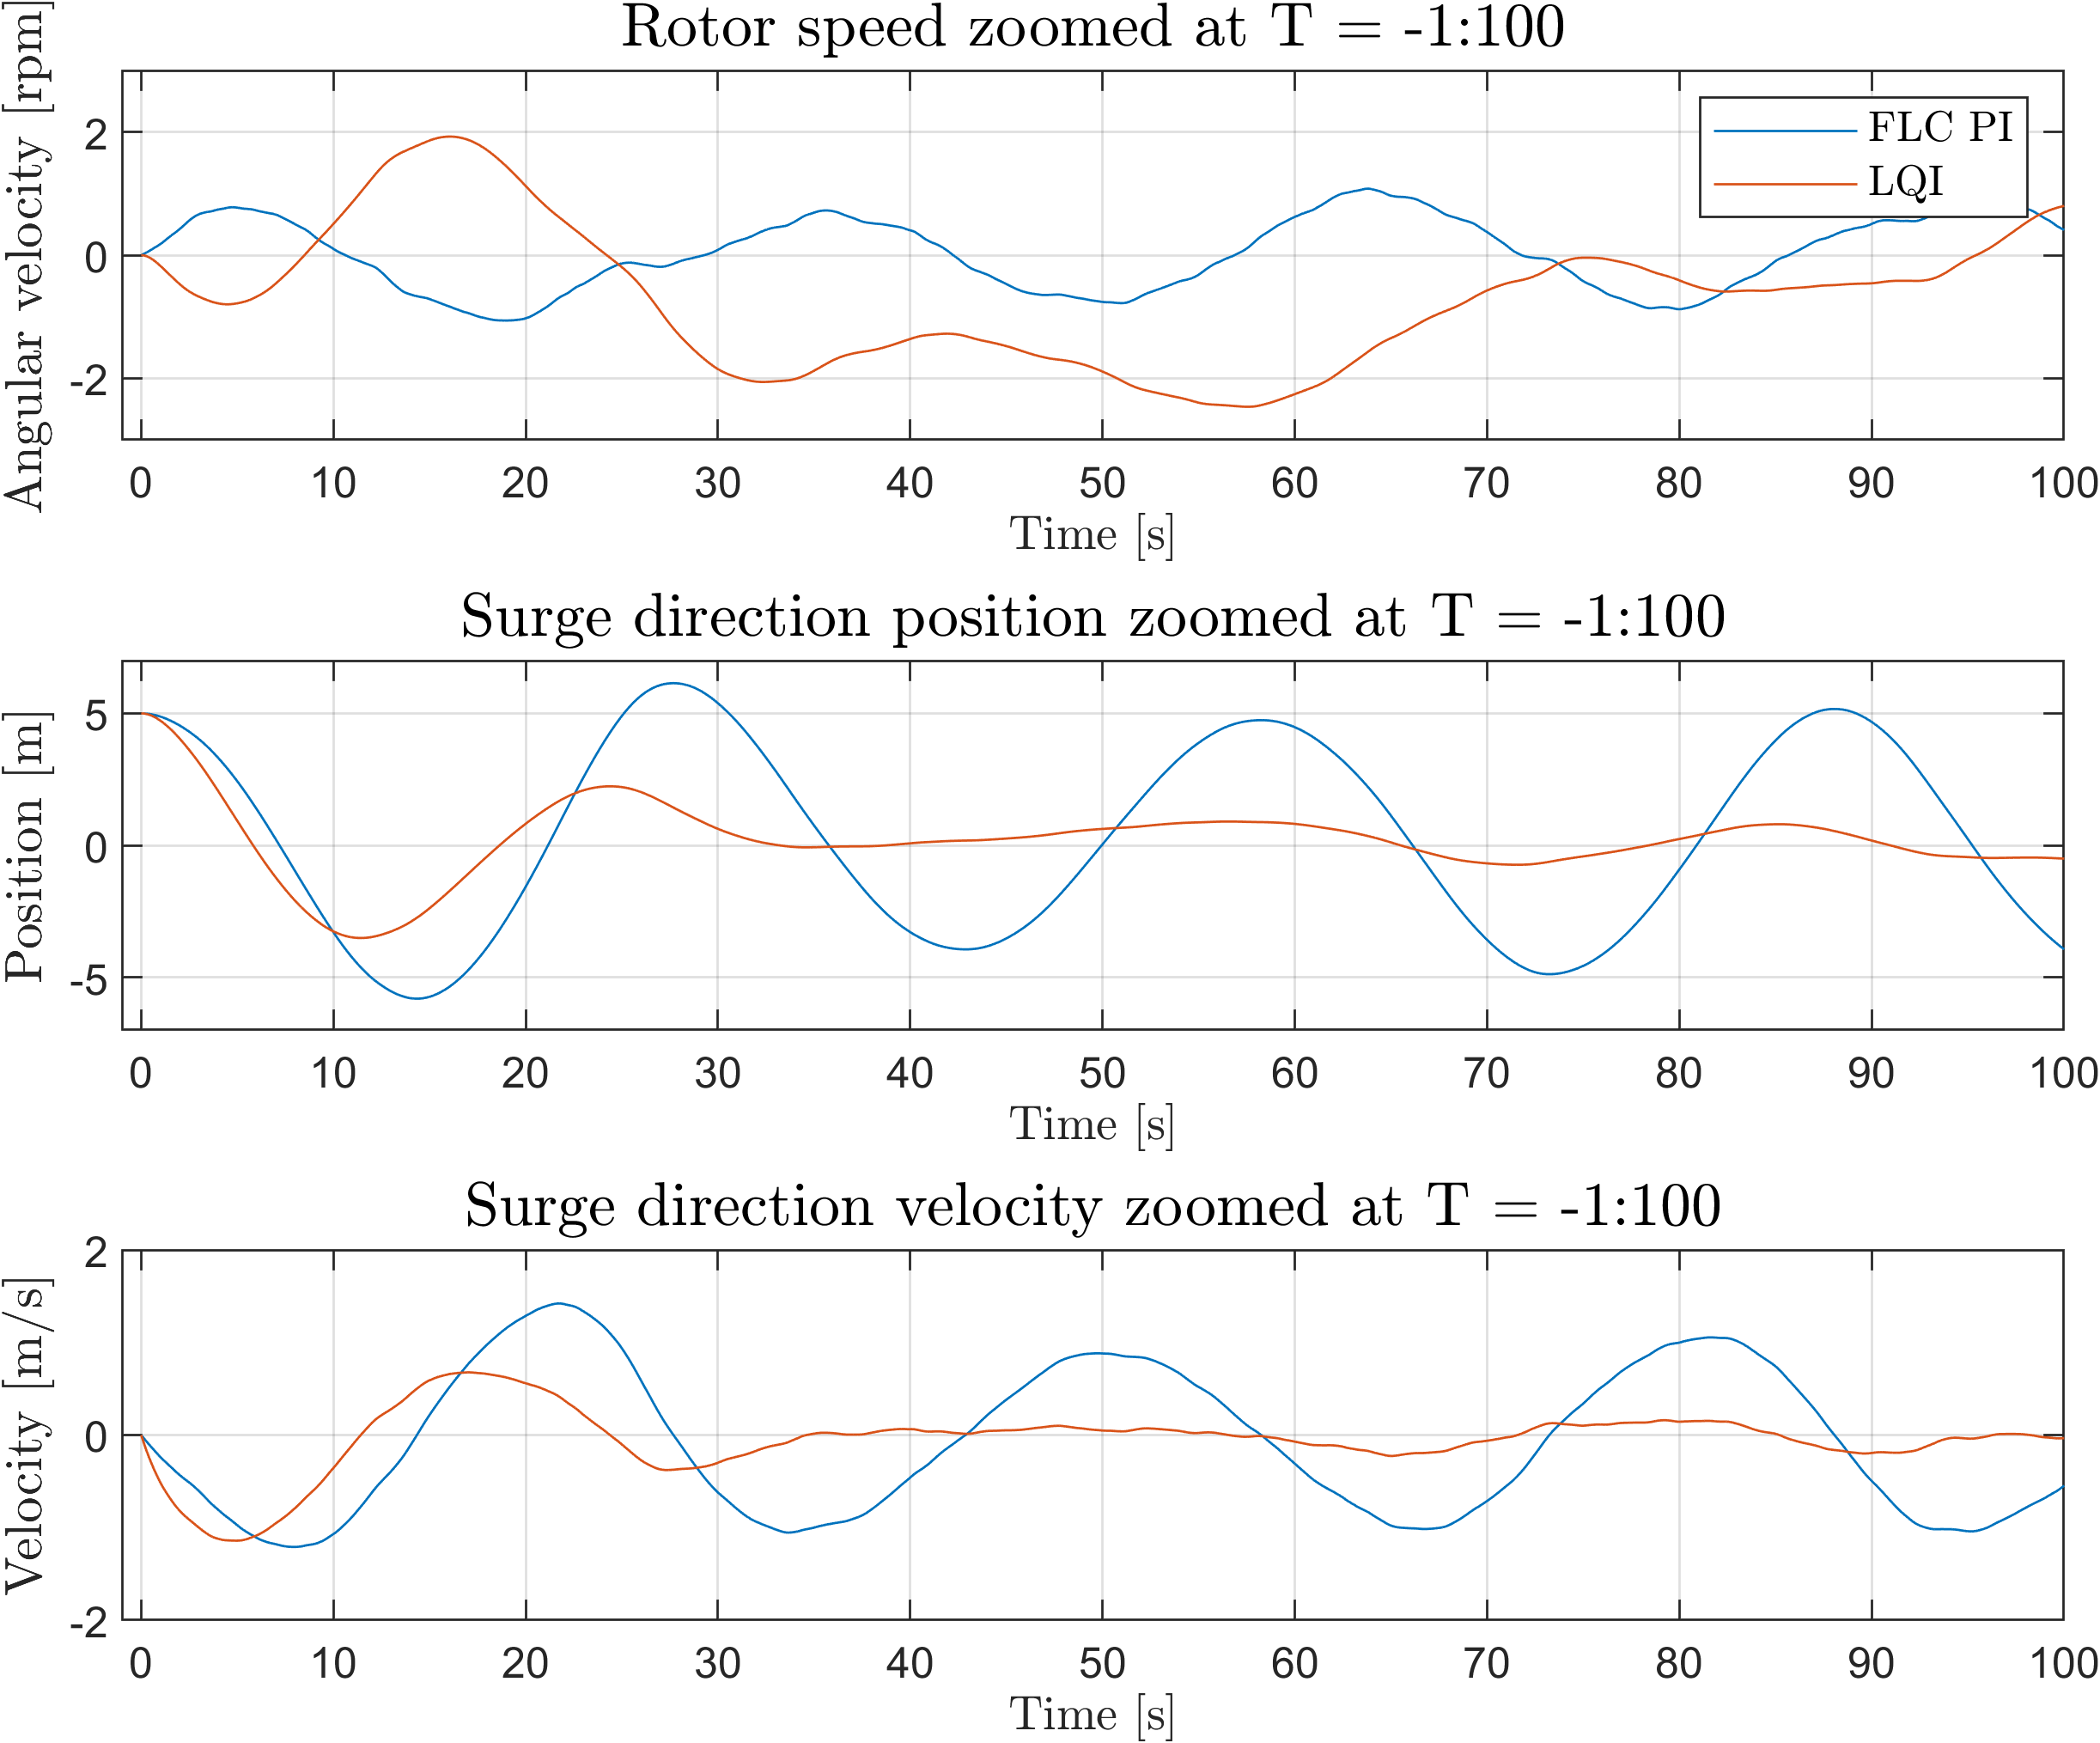 Rotor speed zoomed at T = -1:100
Angular velocity [rpm]
2
0
-2
FLC PI
LQI
0 10 20 30 40 50 60 70 80 90 100
Time [s]
Surge direction position zoomed at T = -1:100
Position [m]
5
0
-5
0 10 20 30 40 50 60 70 80 90 100
Time [s]
Surge direction velocity zoomed at T = -1:100
Velocity [m/s]
2
0
-2
0 10 20 30 40 50 60 70 80 90 100
Time [s]